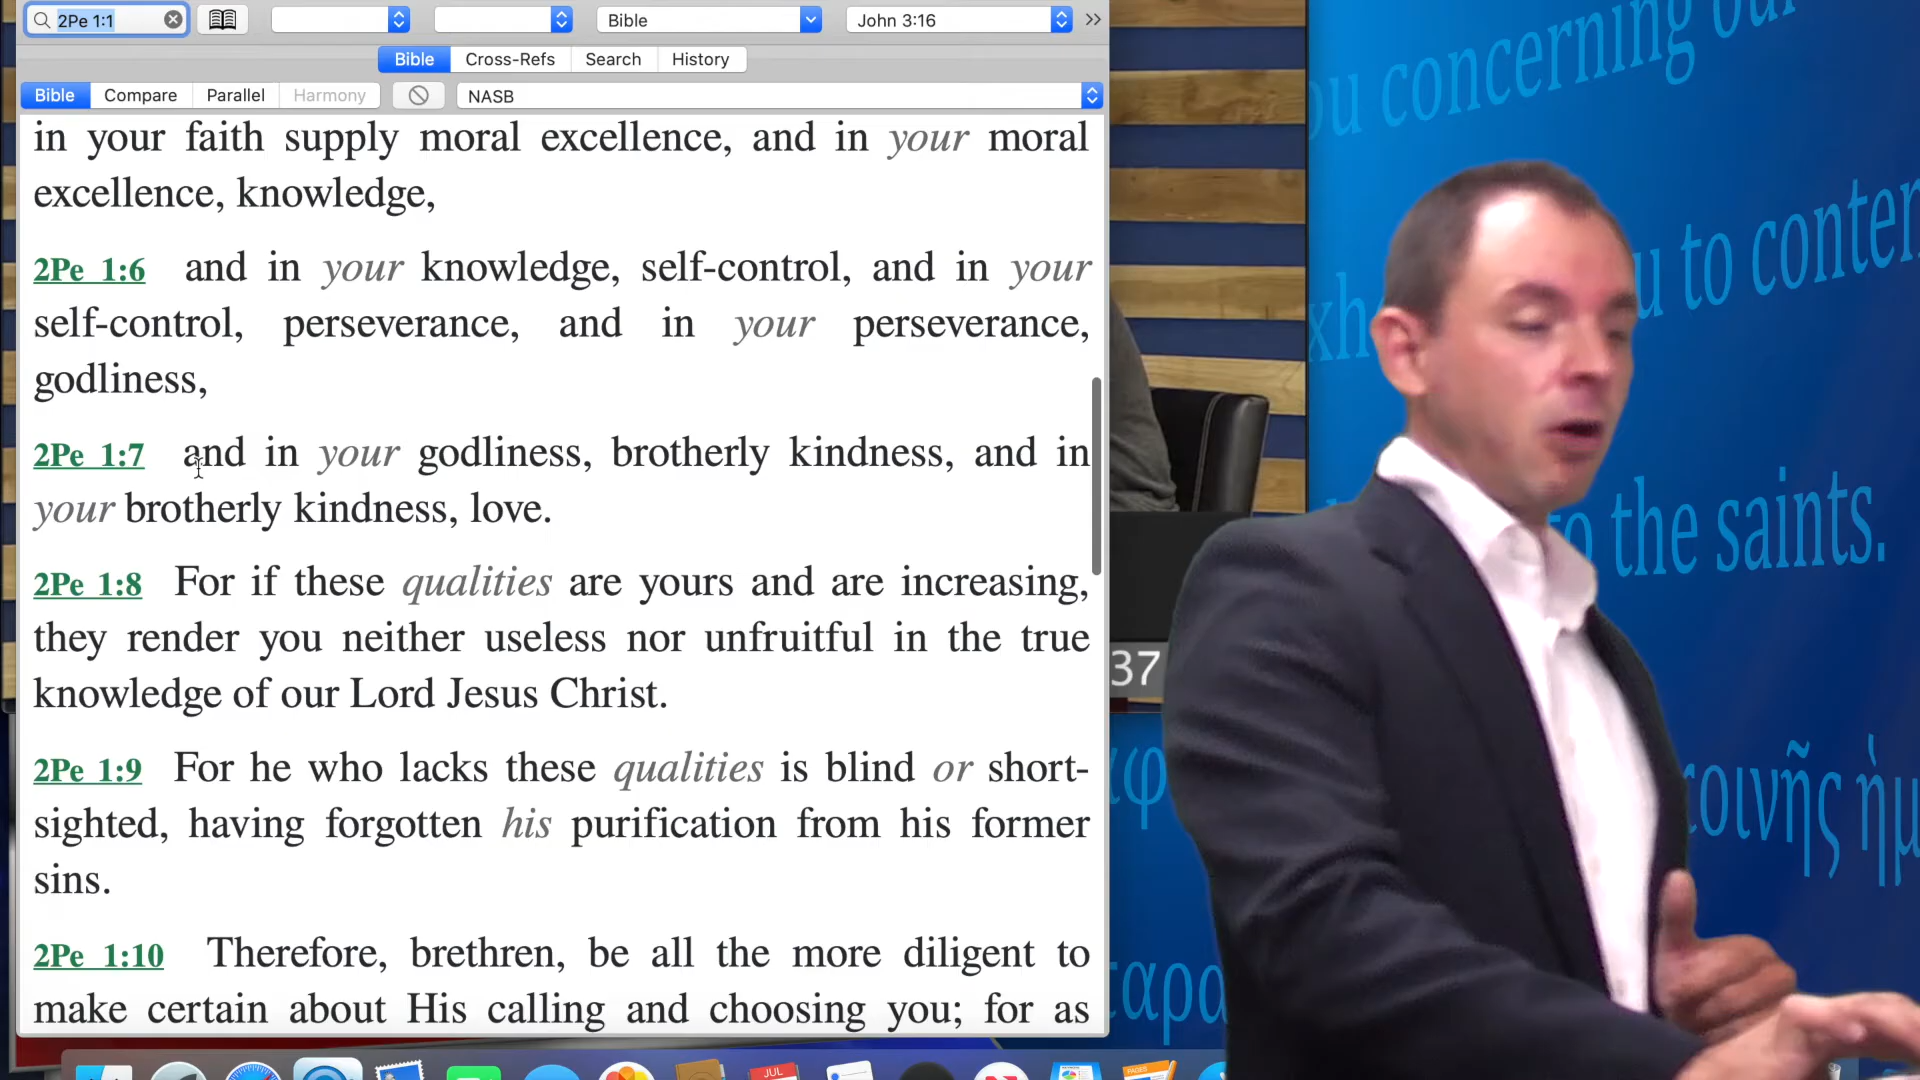 2Pe 1:1
Bible
John 3:16
Bible Cross-Refs Search History
Bible Compare Parallel Harmony
NASB
in your faith supply moral excellence, and in your moral
excellence, knowledge,
2Pe 1:6 and in your knowledge, self-control, and in your
self-control, perseverance, and in your perseverance,
godliness,
2Pe 1:7 and in your godliness, brotherly kindness, and in
your brotherly kindness, love.
2Pe 1:8 For if these qualities are yours and are increasing,
they render you neither useless nor unfruitful in the true
knowledge of our Lord Jesus Christ.
2Pe 1:9 For he who lacks these qualities is blind or short-
sighted, having forgotten his purification from his former
sins.
2Pe 1:10 Therefore, brethren, be all the more diligent to
make certain about His calling and choosing you; for as
JUL
PAGES
37
concerning our
u to conten
to the saints.
κοινῆς ἡμ